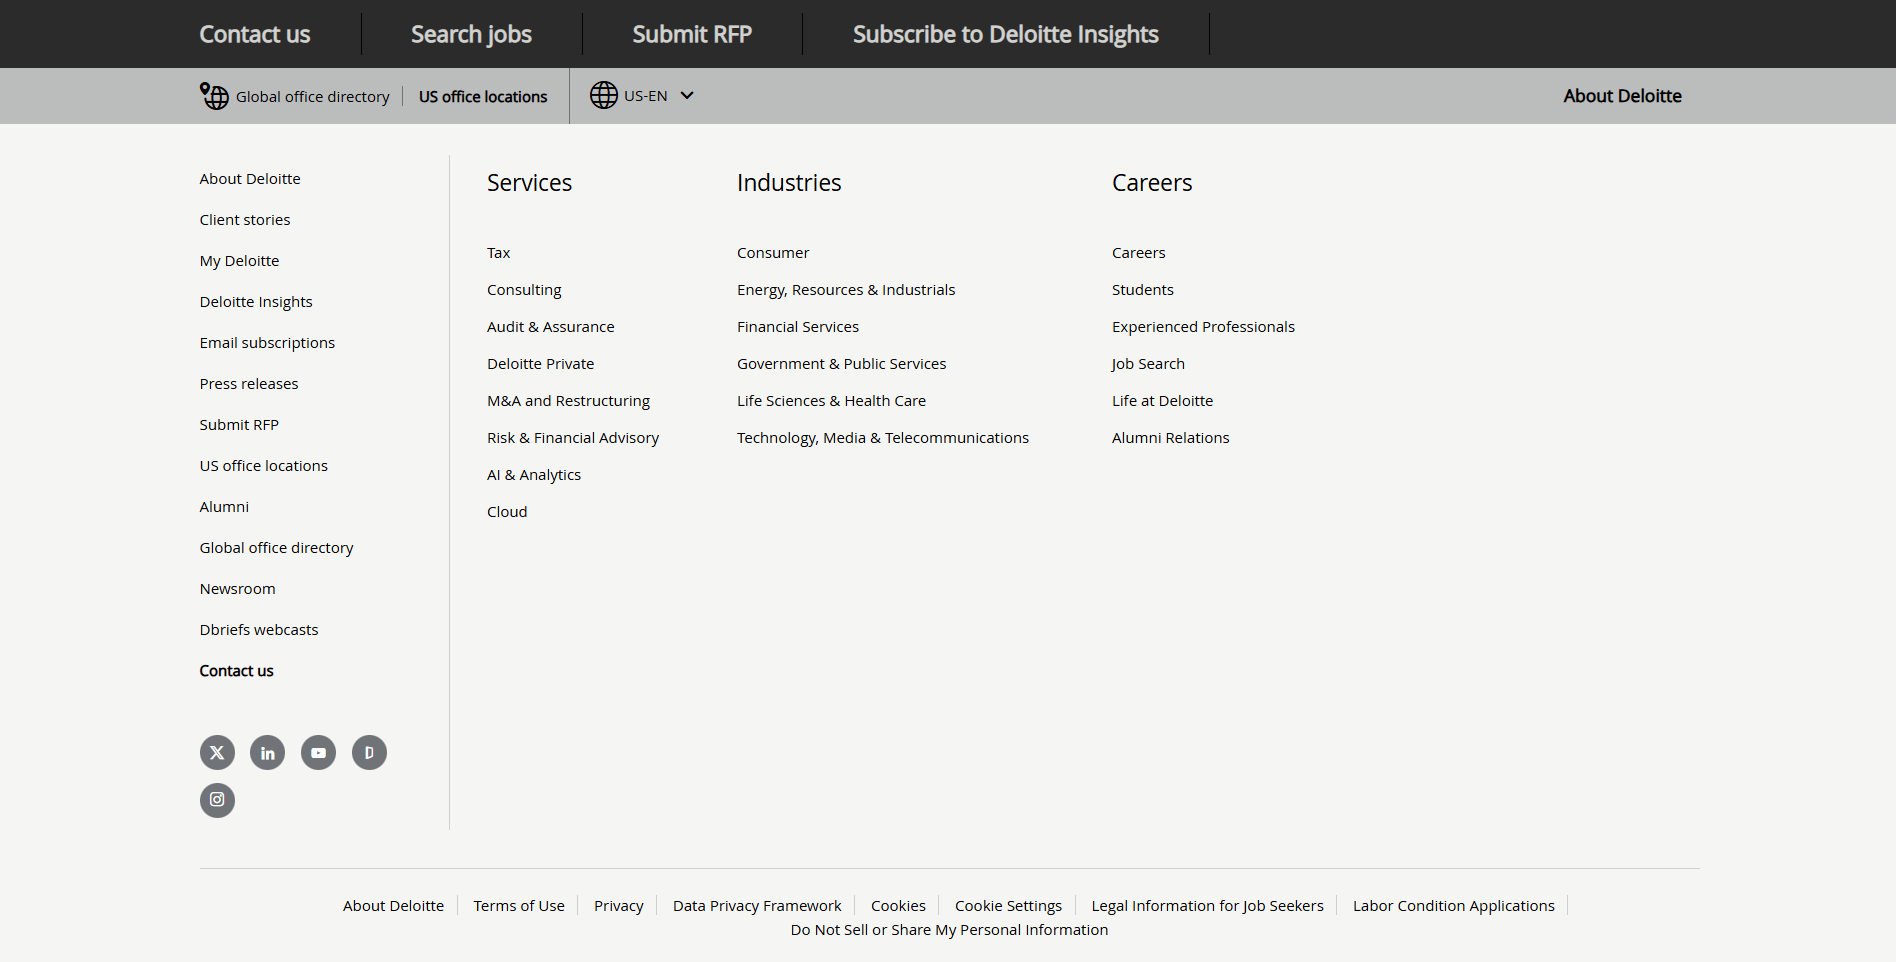 Contact us
Search jobs
Submit RFP
Subscribe to Deloitte Insights
Global office directory
US office locations
US-EN
About Deloitte
About Deloitte
Client stories
My Deloitte
Deloitte Insights
Email subscriptions
Press releases
Submit RFP
US office locations
Alumni
Global office directory
Newsroom
Dbriefs webcasts
Contact us
Services
Tax
Consulting
Audit & Assurance
Deloitte Private
M&A and Restructuring
Risk & Financial Advisory
AI & Analytics
Cloud
Industries
Consumer
Energy, Resources & Industrials
Financial Services
Government & Public Services
Life Sciences & Health Care
Technology, Media & Telecommunications
Careers
Careers
Students
Experienced Professionals
Job Search
Life at Deloitte
Alumni Relations
About Deloitte
Terms of Use
Privacy
Data Privacy Framework
Cookies
Cookie Settings
Legal Information for Job Seekers
Labor Condition Applications
Do Not Sell or Share My Personal Information